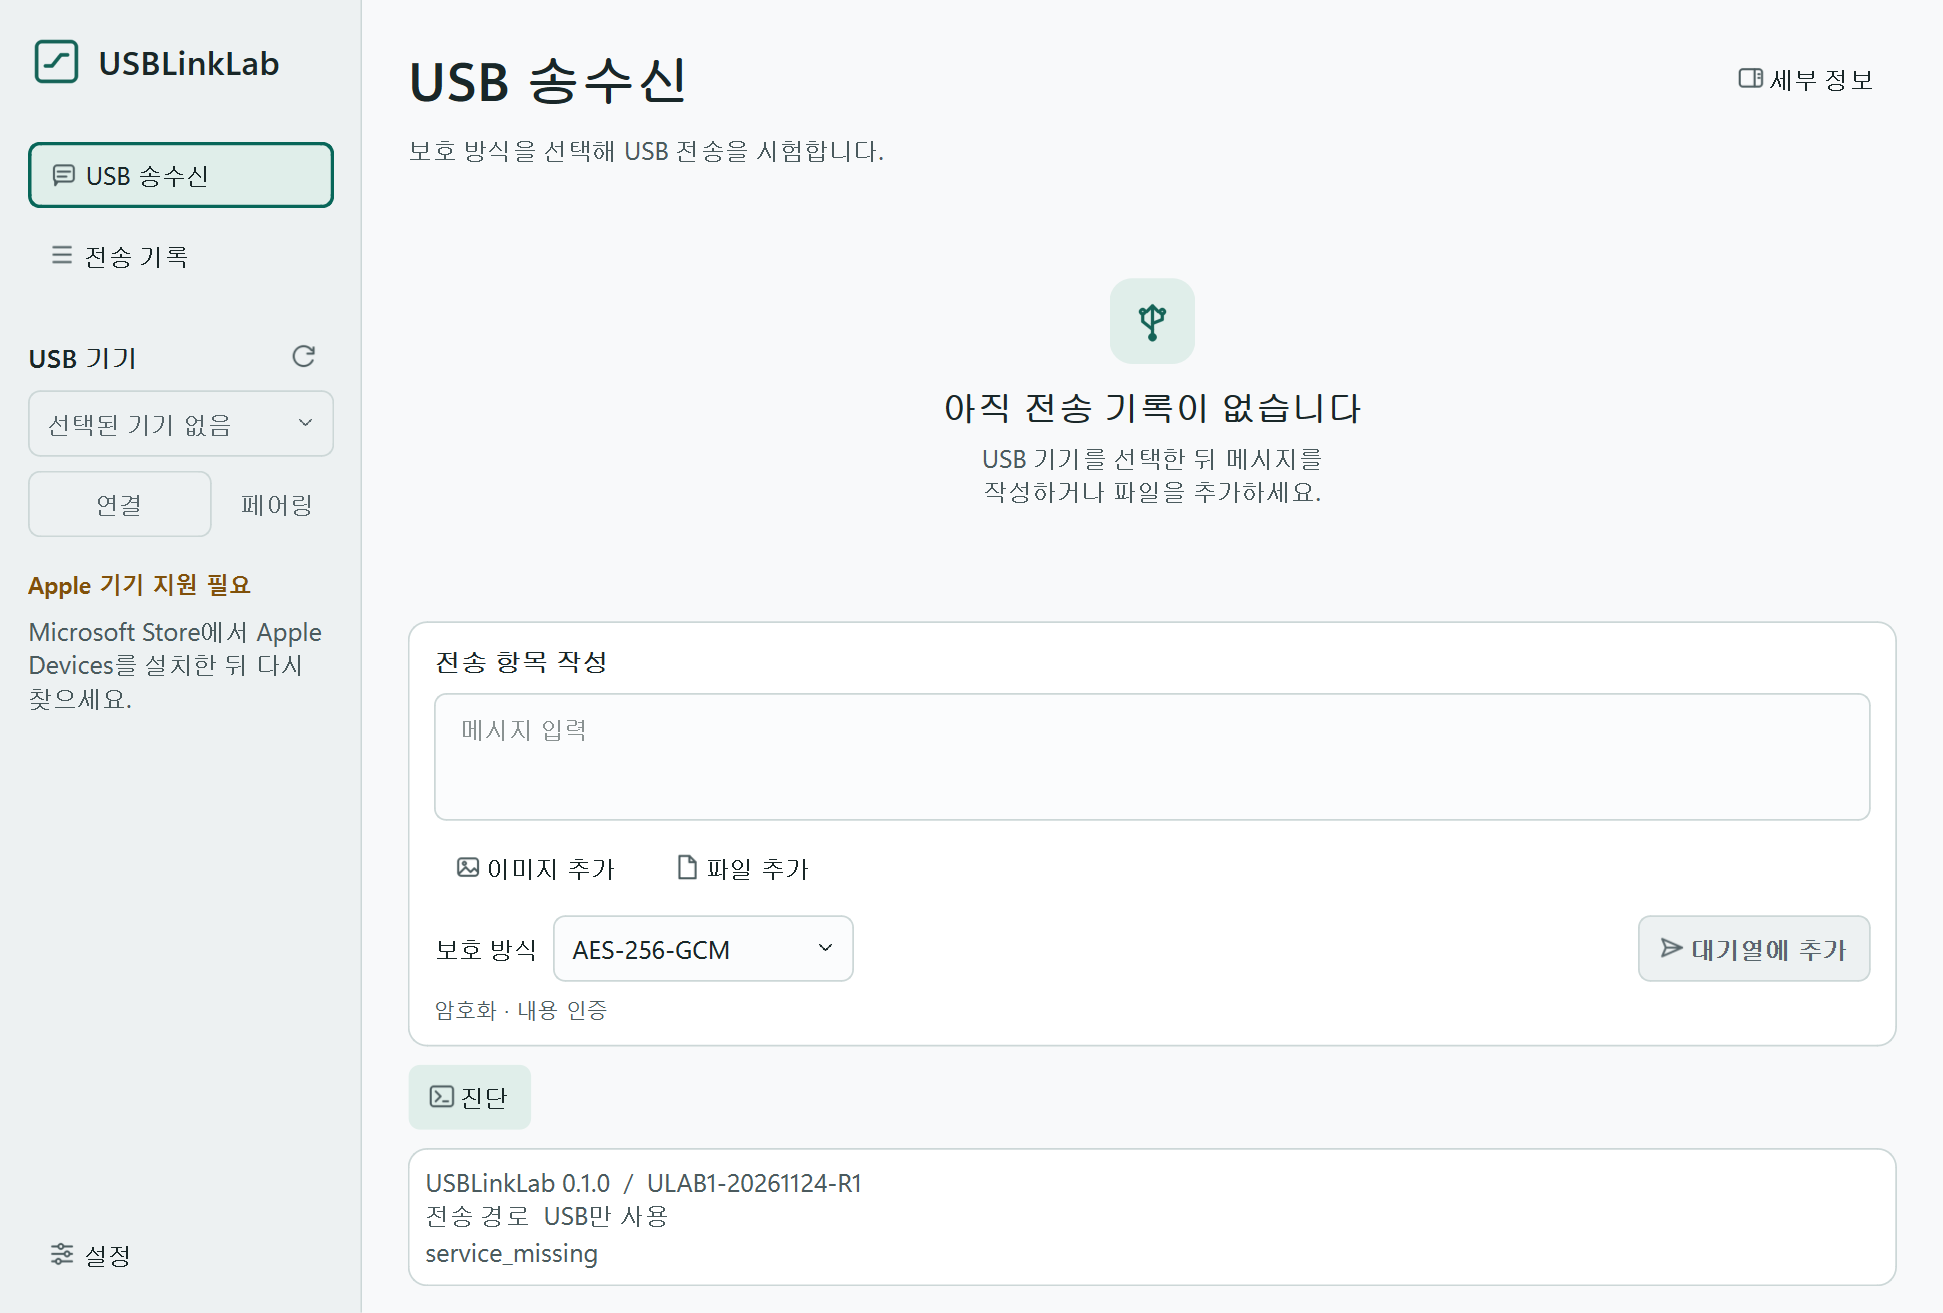 USBLinkLab
USB 송수신
전송 기록
USB 기기
선택된 기기 없음
연결
페어링
Apple 기기 지원 필요
Microsoft Store에서 Apple
Devices를 설치한 뒤 다시
찾으세요.
설정
USB 송수신
세부 정보
보호 방식을 선택해 USB 전송을 시험합니다.
아직 전송 기록이 없습니다
USB 기기를 선택한 뒤 메시지를
작성하거나 파일을 추가하세요.
전송 항목 작성
메시지 입력
이미지 추가
파일 추가
보호 방식
AES-256-GCM
대기열에 추가
암호화 · 내용 인증
진단
USBLinkLab 0.1.0 / ULAB1-20261124-R1
전송 경로 USB만 사용
service_missing